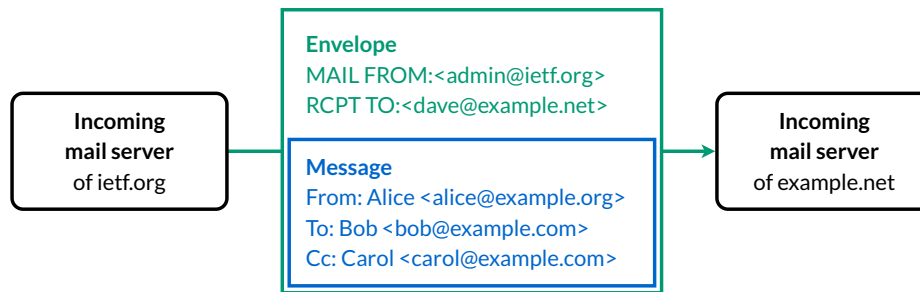 Incoming
mail server
of ietf.org
Envelope
MAIL FROM:<admin@ietf.org>
RCPT TO:<dave@example.net>
Message
From: Alice <alice@example.org>
To: Bob <bob@example.com>
Cc: Carol <carol@example.com>
Incoming
mail server
of example.net